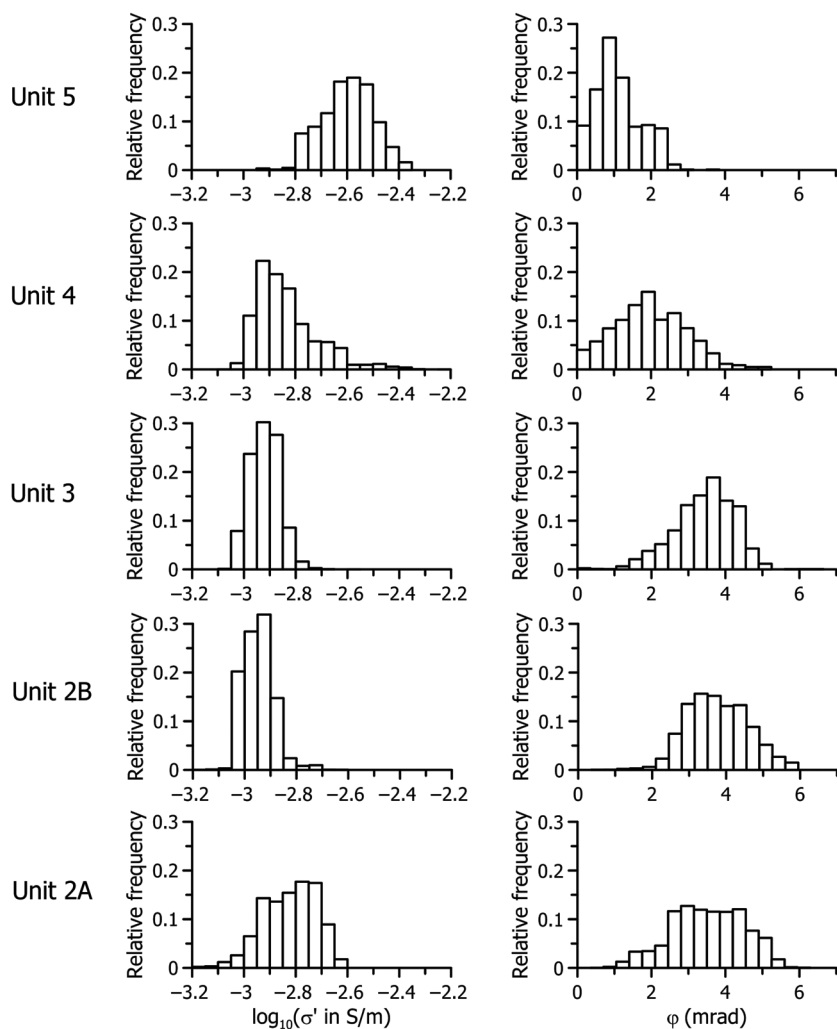 Unit 5
Relative frequency
0.3
0.2
0.1
0
−3.2 −3 −2.8 −2.6 −2.4 −2.2
Relative frequency
0.3
0.2
0.1
0
0 2 4 6
Unit 4
Relative frequency
0.3
0.2
0.1
0
−3.2 −3 −2.8 −2.6 −2.4 −2.2
Relative frequency
0.3
0.2
0.1
0
0 2 4 6
Unit 3
Relative frequency
0.3
0.2
0.1
0
−3.2 −3 −2.8 −2.6 −2.4 −2.2
Relative frequency
0.3
0.2
0.1
0
0 2 4 6
Unit 2B
Relative frequency
0.3
0.2
0.1
0
−3.2 −3 −2.8 −2.6 −2.4 −2.2
Relative frequency
0.3
0.2
0.1
0
0 2 4 6
Unit 2A
Relative frequency
0.3
0.2
0.1
0
−3.2 −3 −2.8 −2.6 −2.4 −2.2
log₁₀(σ' in S/m)
Relative frequency
0.3
0.2
0.1
0
0 2 4 6
φ (mrad)